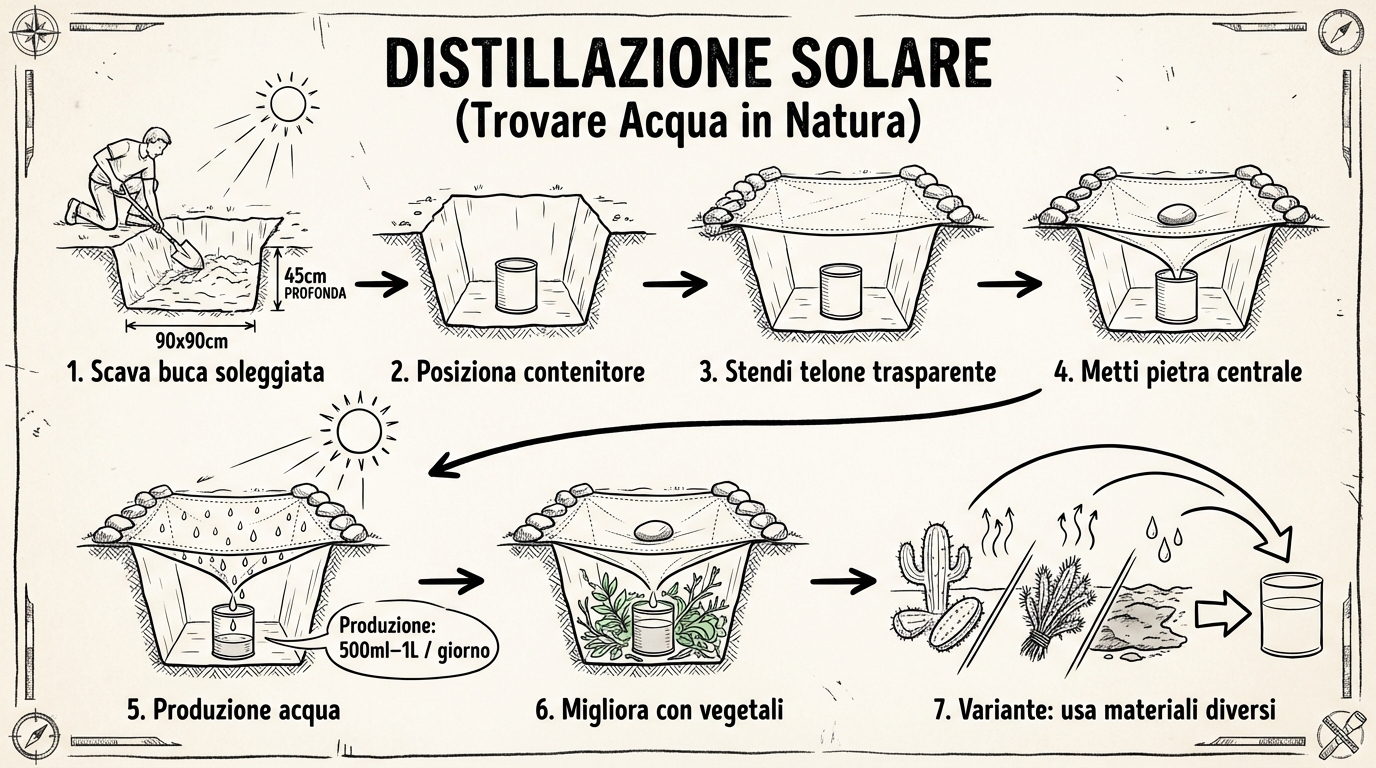 DISTILLAZIONE SOLARE
(Trovare Acqua in Natura)
45cm
PROFONDA
90x90cm
1. Scava buca soleggiata
2. Posiziona contenitore
3. Stendi telone trasparente
4. Metti pietra centrale
Produzione:
500ml–1L / giorno
5. Produzione acqua
6. Migliora con vegetali
7. Variante: usa materiali diversi